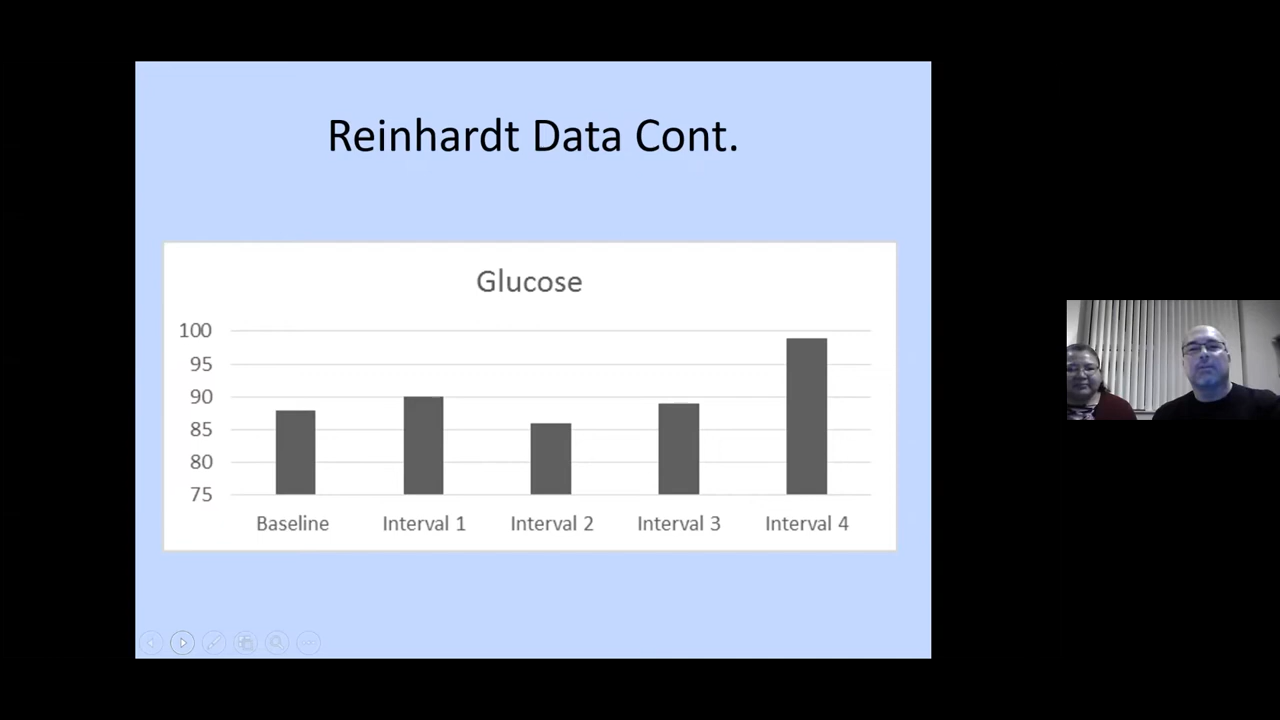 Reinhardt Data Cont.
Glucose
100
95
90
85
80
75
Baseline Interval 1 Interval 2 Interval 3 Interval 4